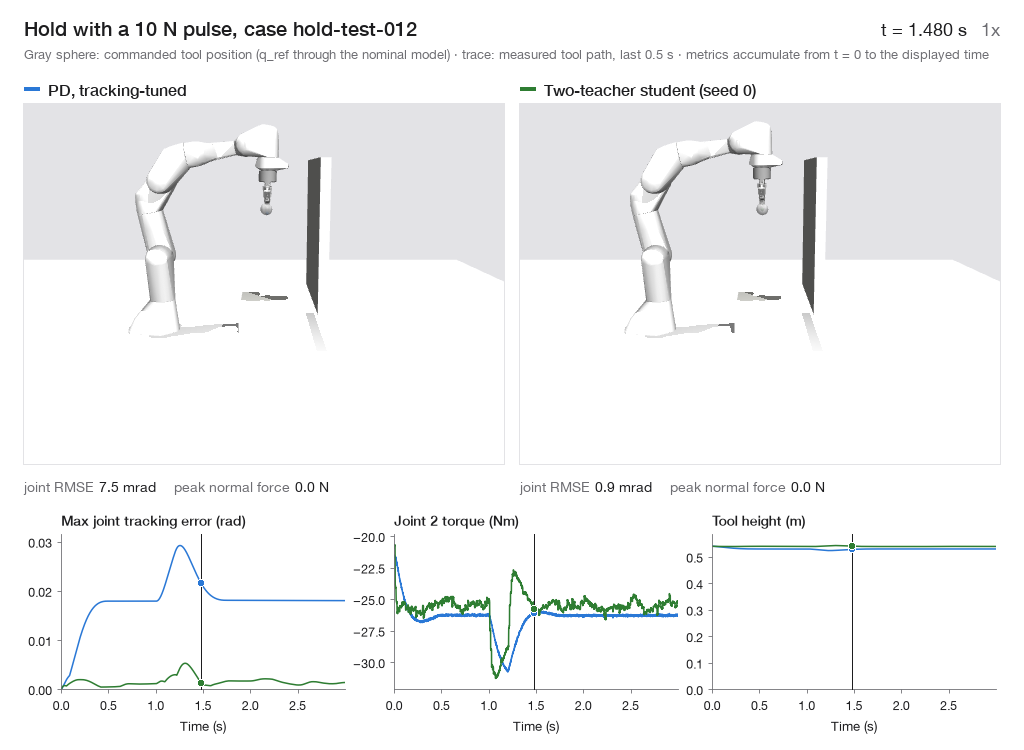 Hold with a 10 N pulse, case hold-test-012
t = 1.480 s 1x
Gray sphere: commanded tool position (q_ref through the nominal model) · trace: measured tool path, last 0.5 s · metrics accumulate from t = 0 to the displayed time
PD, tracking-tuned
Two-teacher student (seed 0)
joint RMSE 7.5 mrad peak normal force 0.0 N
joint RMSE 0.9 mrad peak normal force 0.0 N
Max joint tracking error (rad)
0.03
0.02
0.01
0.00
0.0 0.5 1.0 1.5 2.0 2.5
Time (s)
Joint 2 torque (Nm)
−20.0
−22.5
−25.0
−27.5
−30.0
0.0 0.5 1.0 1.5 2.0 2.5
Time (s)
Tool height (m)
0.5
0.4
0.3
0.2
0.1
0.0
0.0 0.5 1.0 1.5 2.0 2.5
Time (s)